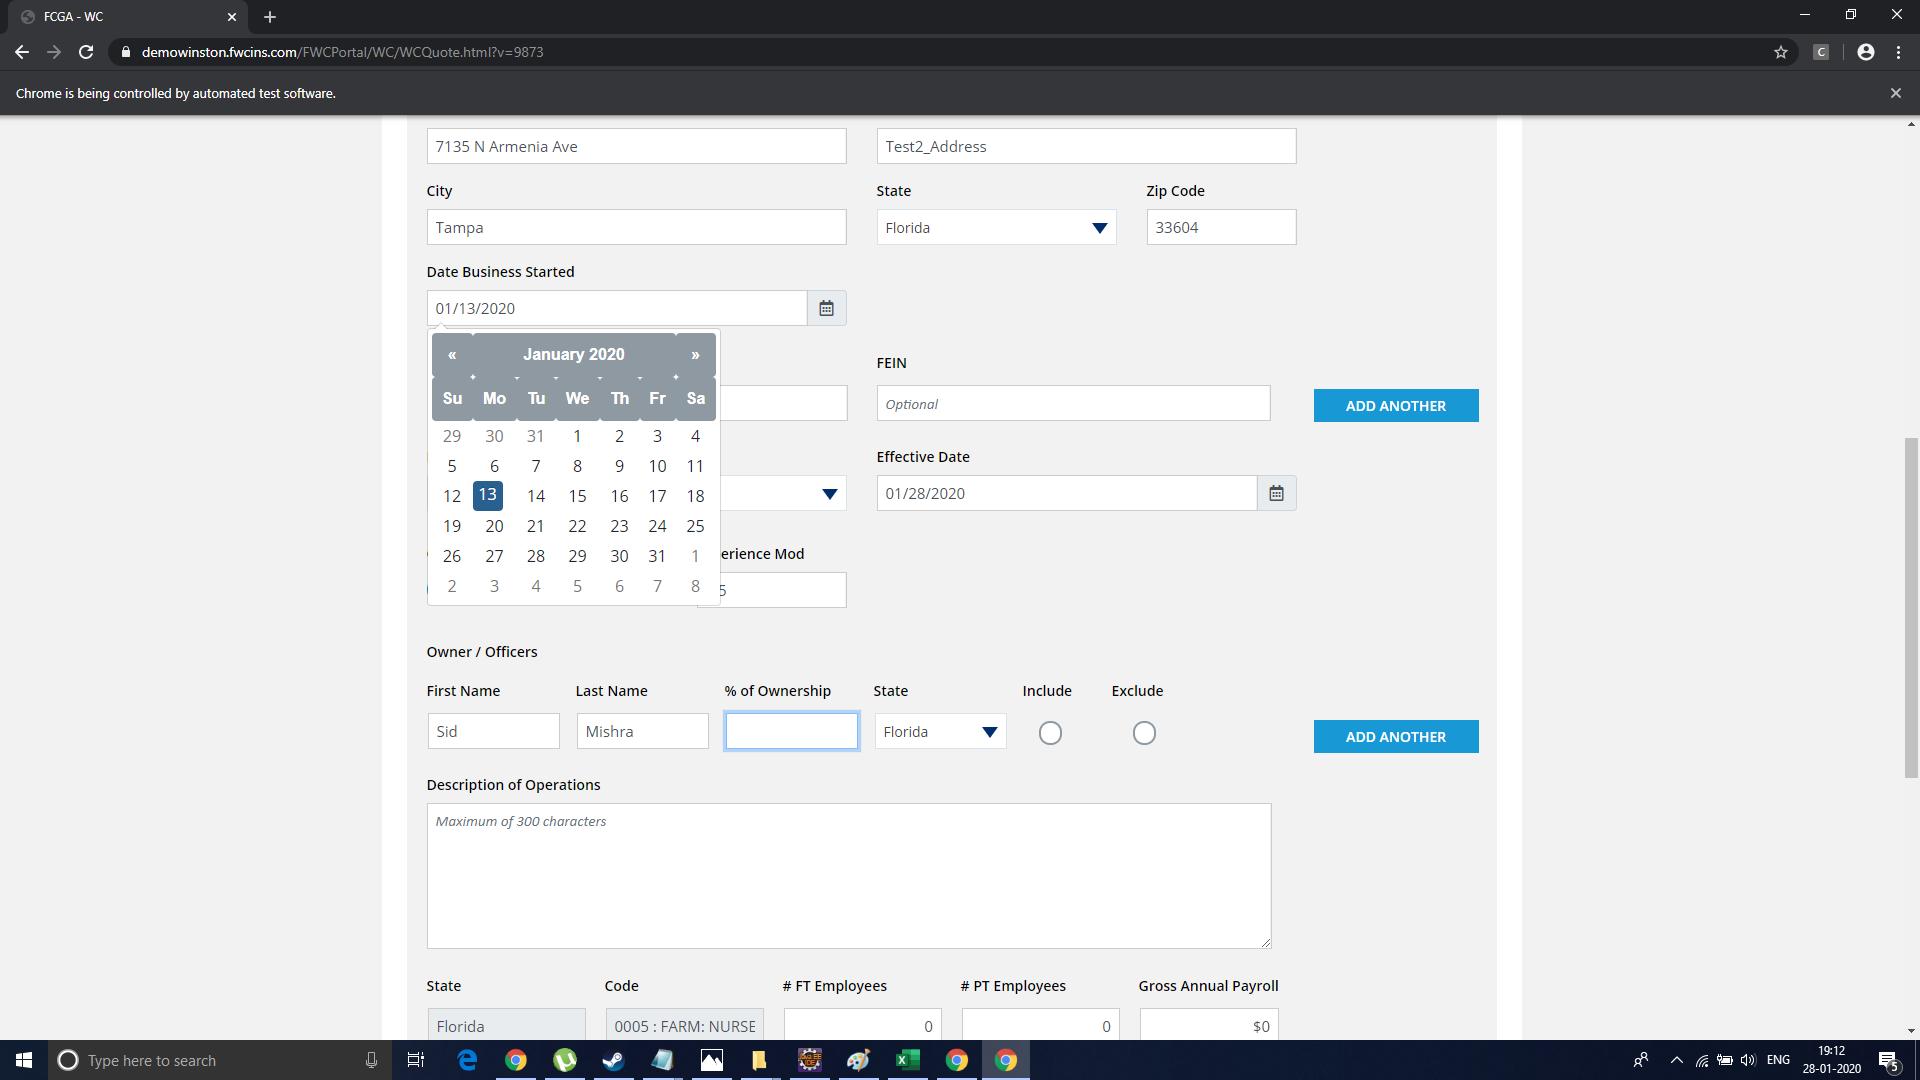 FCGA - WC
demowinston.fwcins.com/FWCPortal/WC/WCQuote.html?v=9873
C
Chrome is being controlled by automated test software.
7135 N Armenia Ave
Test2_Address
City
State
Zip Code
Tampa
Florida
33604
Date Business Started
01/13/2020
« January 2020 »
Su Mo Tu We Th Fr Sa
29 30 31 1 2 3 4
5 6 7 8 9 10 11
12 13 14 15 16 17 18
19 20 21 22 23 24 25
26 27 28 29 30 31 1
2 3 4 5 6 7 8
FEIN
Optional
ADD ANOTHER
Effective Date
01/28/2020
erience Mod
5
Owner / Officers
First Name
Last Name
% of Ownership
State
Include
Exclude
Sid
Mishra
Florida
ADD ANOTHER
Description of Operations
Maximum of 300 characters
State
Code
# FT Employees
# PT Employees
Gross Annual Payroll
Florida
0005 : FARM: NURSE
0
0
$0
Type here to search
ENG
19:12
28-01-2020
5